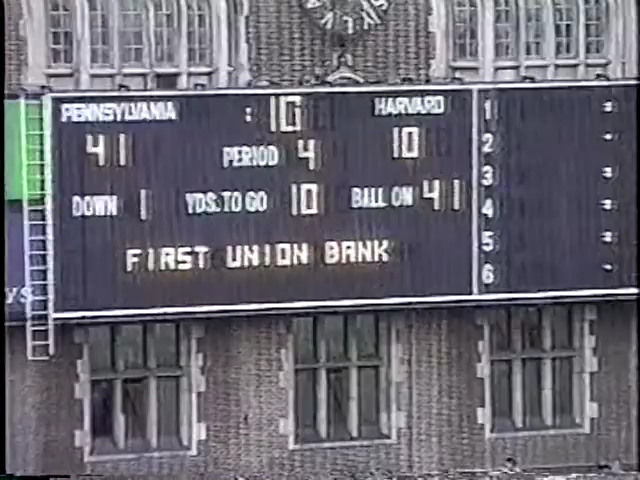 PENNSYLVANIA :10 HARVARD
41 PERIOD 4 10
DOWN 1 YDS. TO GO 10 BALL ON 41
FIRST UNION BANK
1
2
3
4
5
6